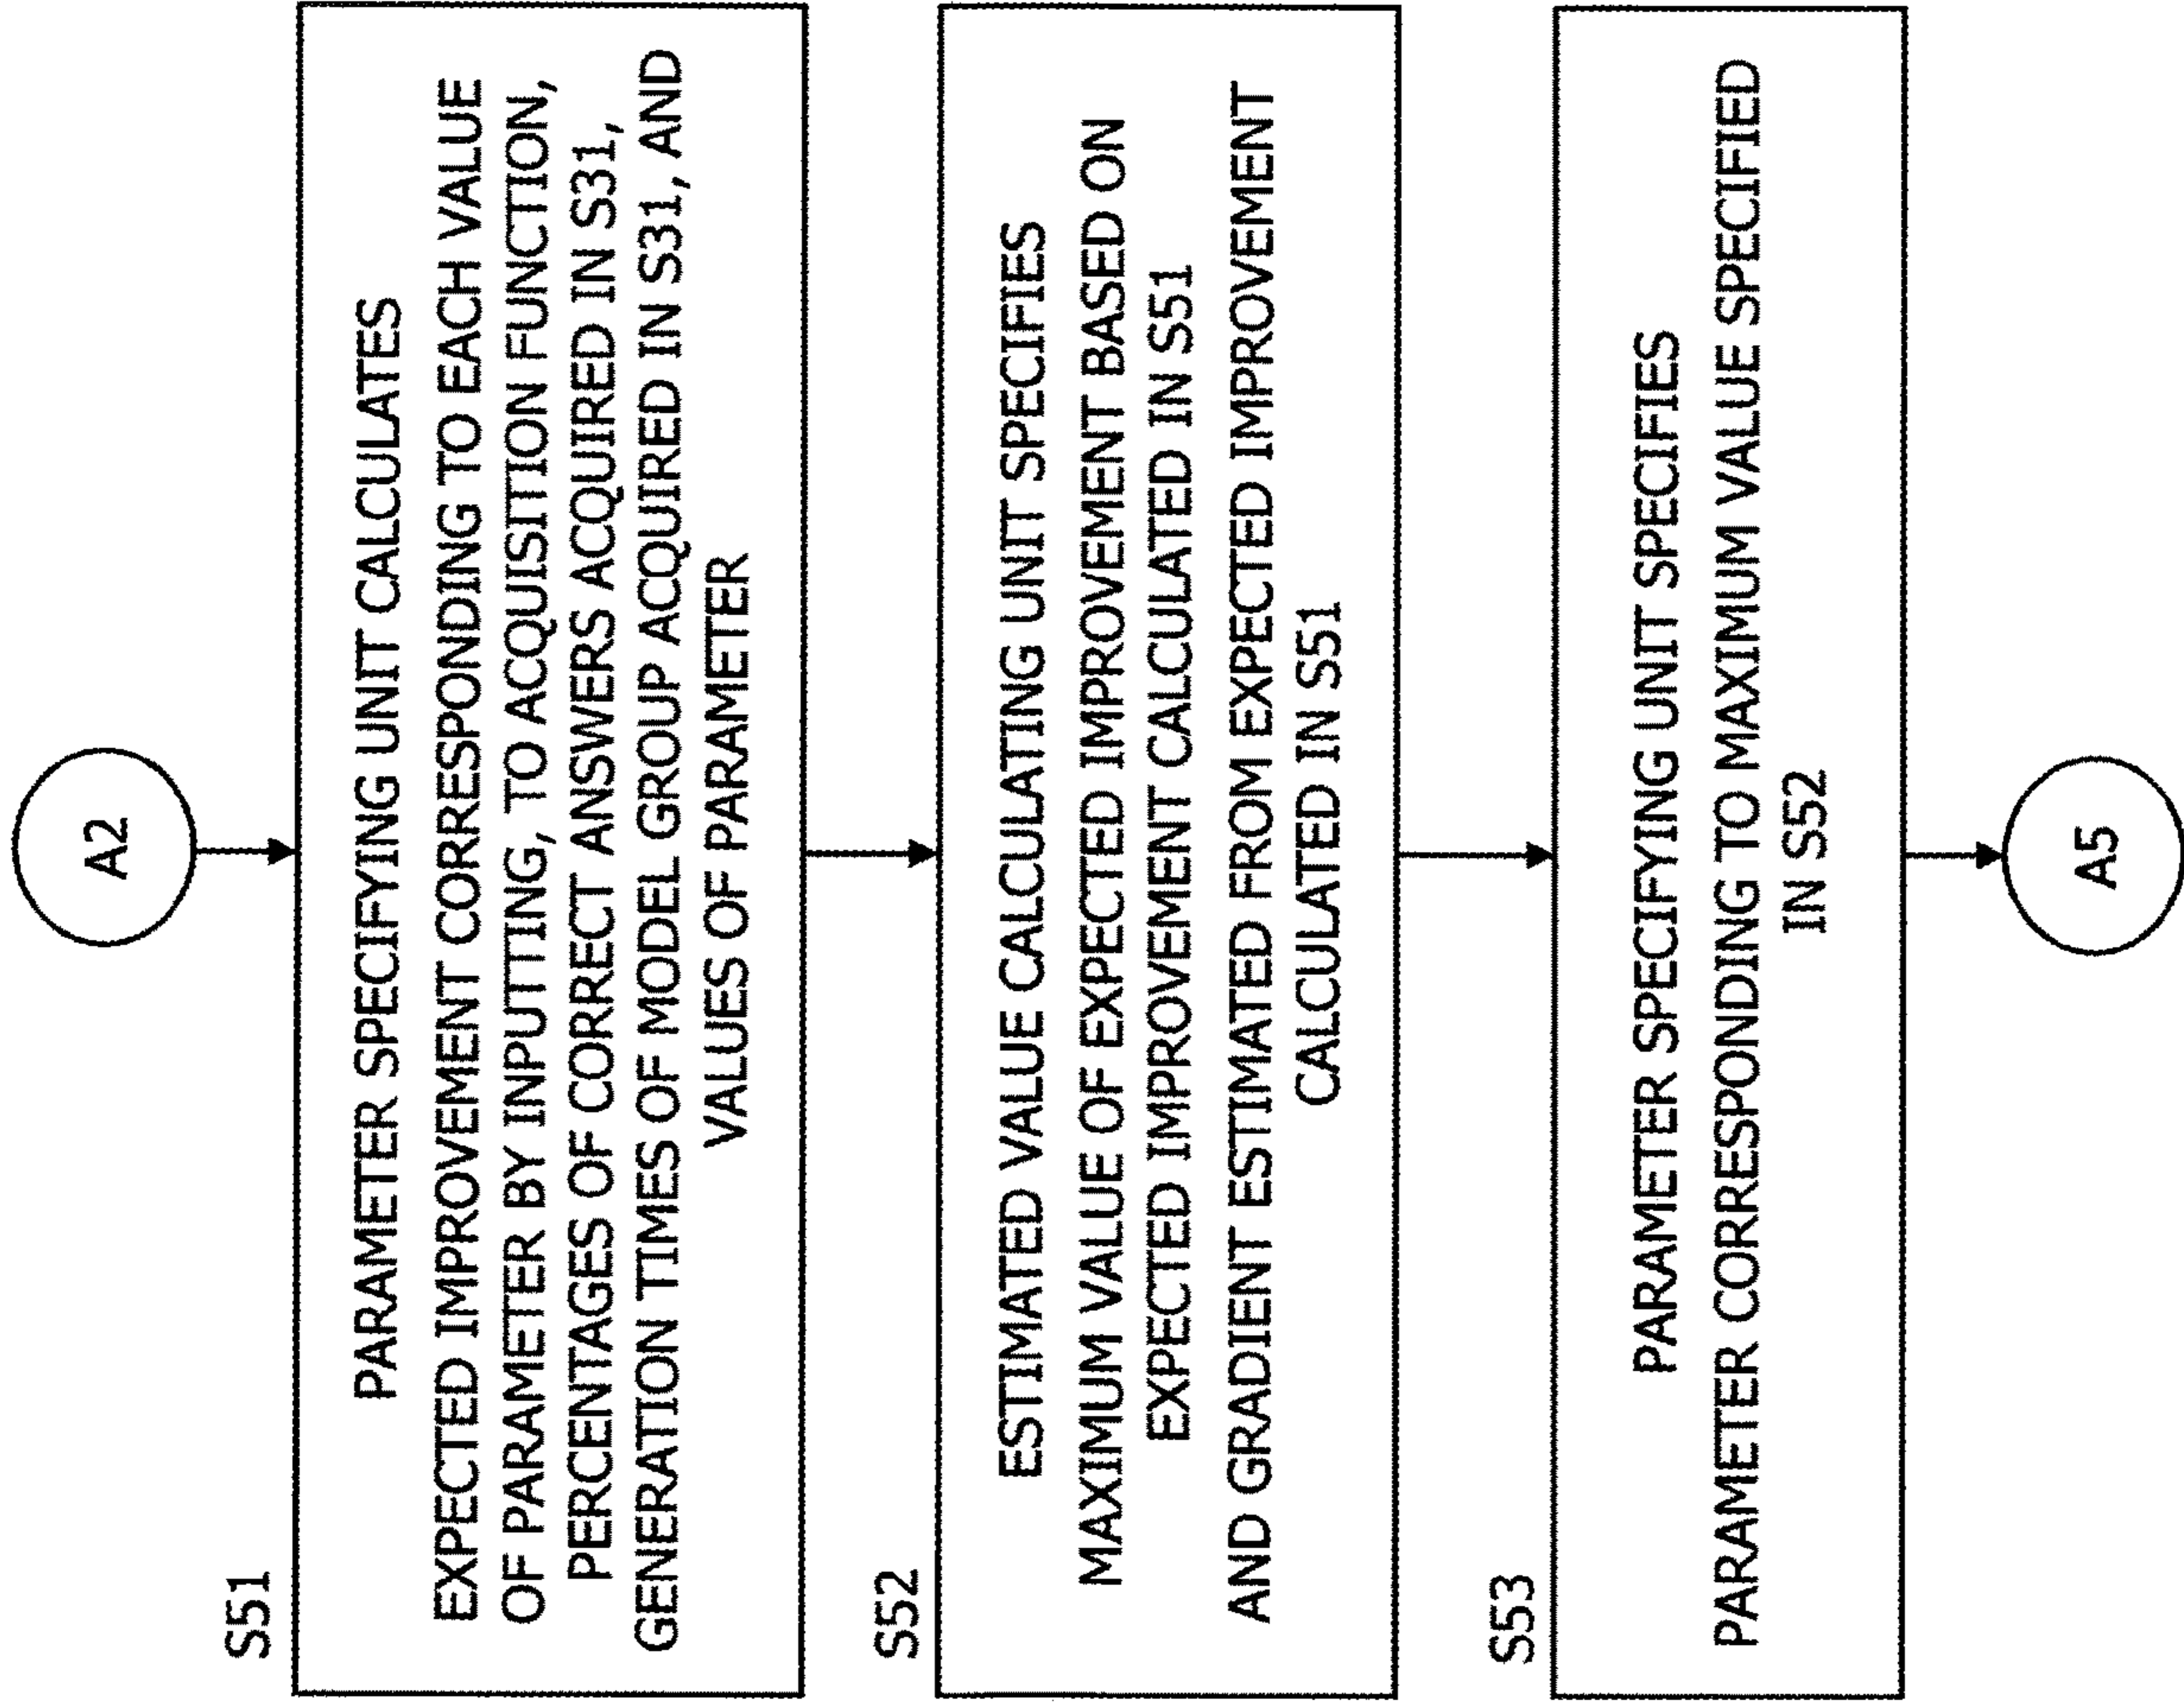 A2
S51
PARAMETER SPECIFYING UNIT CALCULATES
EXPECTED IMPROVEMENT CORRESPONDING TO EACH VALUE
OF PARAMETER BY INPUTTING, TO ACQUISITION FUNCTION,
PERCENTAGES OF CORRECT ANSWERS ACQUIRED IN S31,
GENERATION TIMES OF MODEL GROUP ACQUIRED IN S31, AND
VALUES OF PARAMETER
S52
ESTIMATED VALUE CALCULATING UNIT SPECIFIES
MAXIMUM VALUE OF EXPECTED IMPROVEMENT BASED ON
EXPECTED IMPROVEMENT CALCULATED IN S51
AND GRADIENT ESTIMATED FROM EXPECTED IMPROVEMENT
CALCULATED IN S51
S53
PARAMETER SPECIFYING UNIT SPECIFIES
PARAMETER CORRESPONDING TO MAXIMUM VALUE SPECIFIED
IN S52
A5